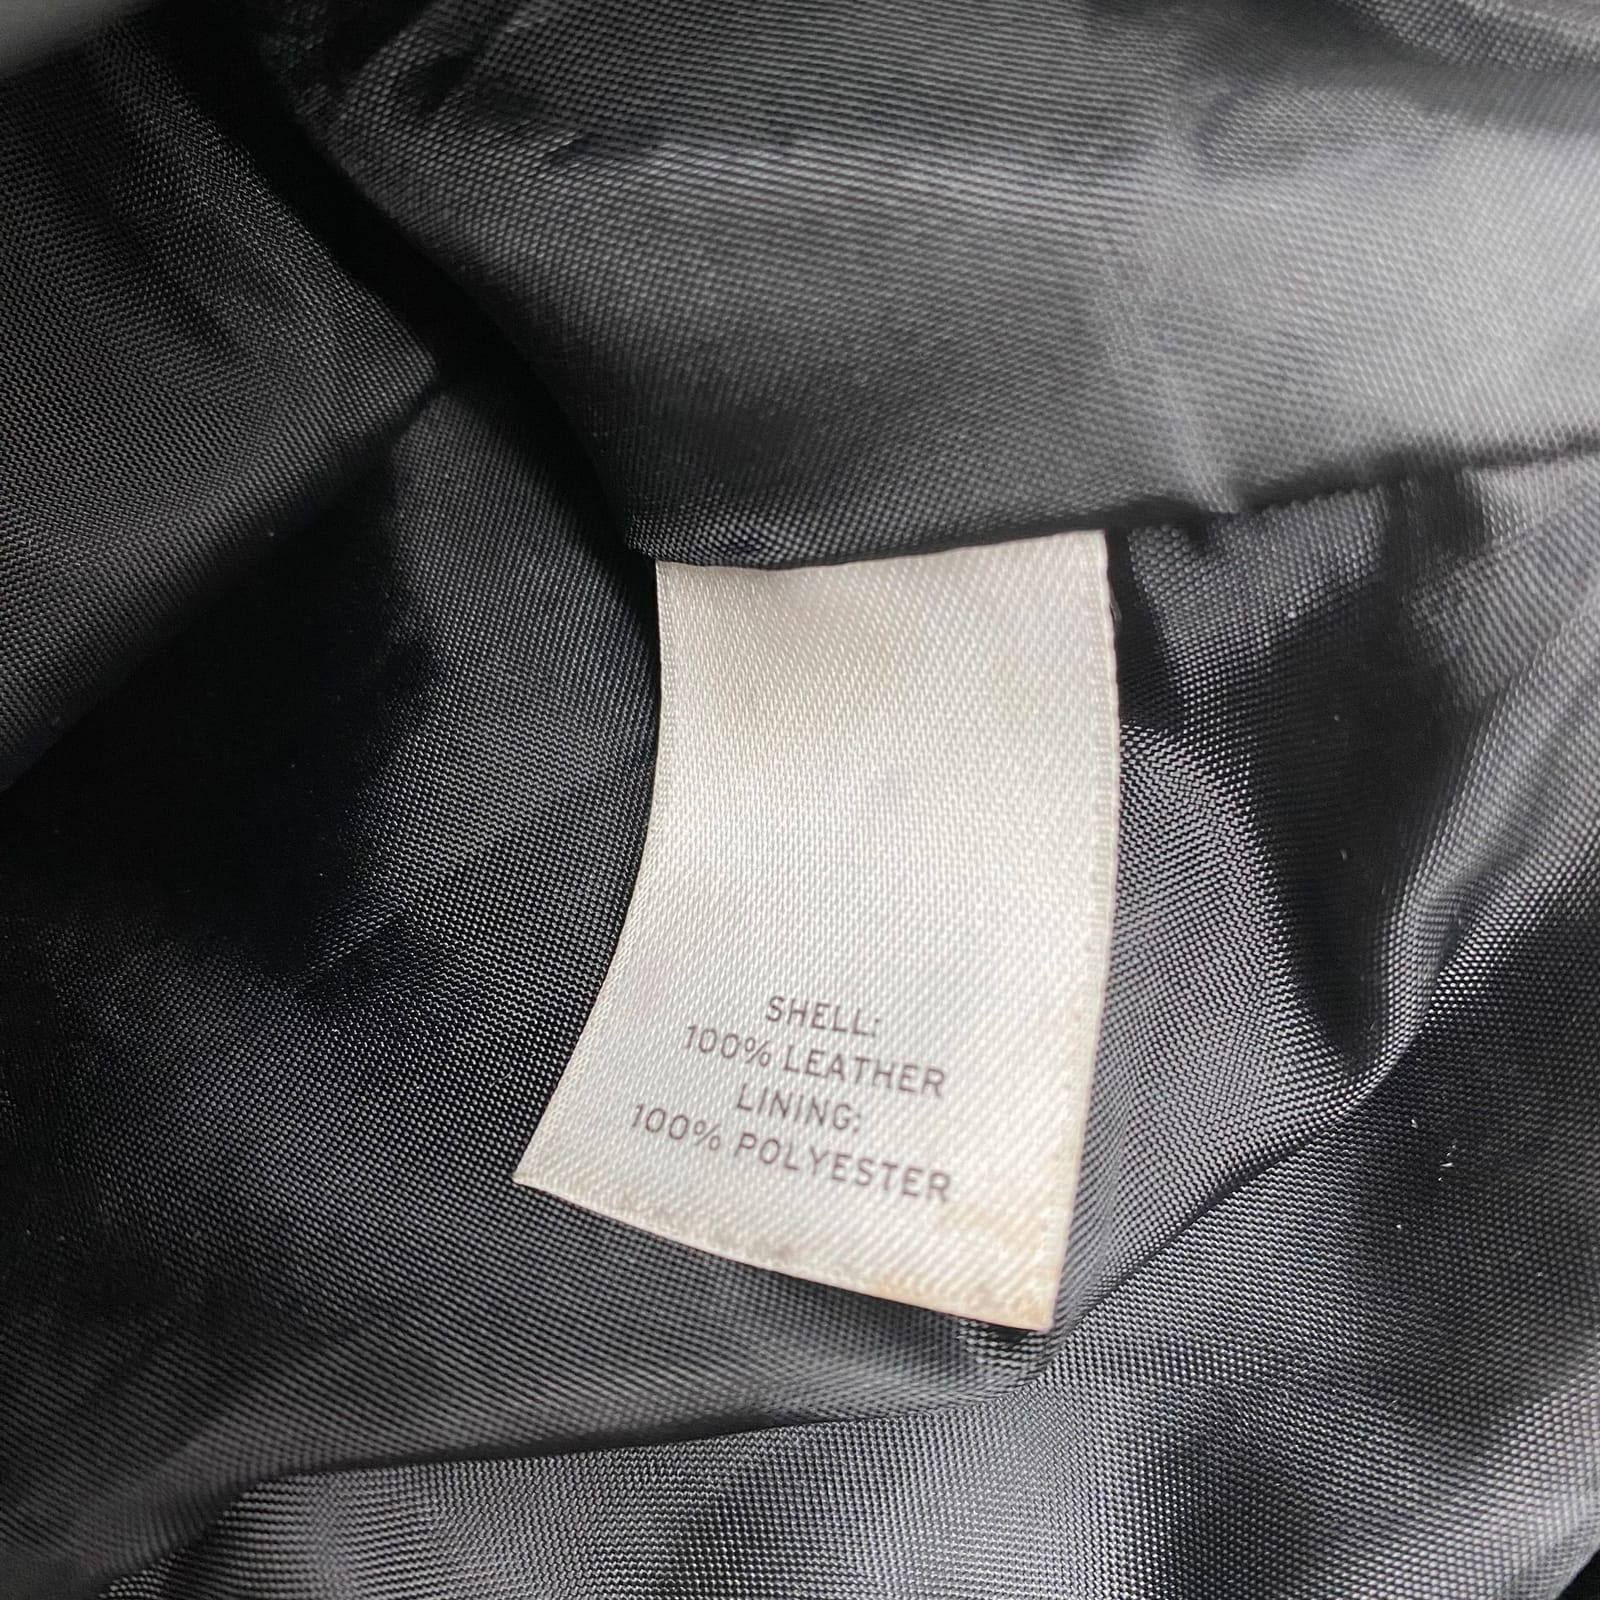 SHELL:
100% LEATHER
LINING:
100% POLYESTER